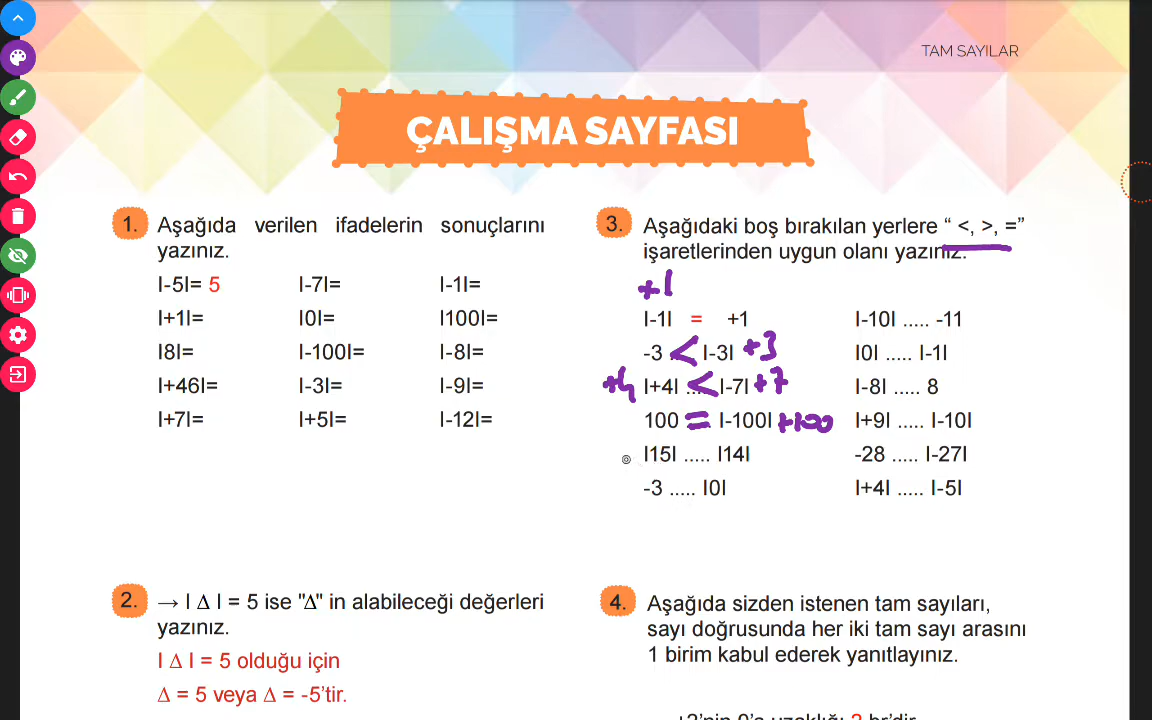 TAM SAYILAR
ÇALIŞMA SAYFASI
1. Aşağıda verilen ifadelerin sonuçlarını
yazınız.
I-5I= 5 I-7I= I-1I=
I+1I= I0I= I100I=
I8I= I-100I= I-8I=
I+46I= I-3I= I-9I=
I+7I= I+5I= I-12I=
2. → I Δ I = 5 ise "Δ" in alabileceği değerleri
yazınız.
I Δ I = 5 olduğu için
Δ = 5 veya Δ = -5’tir.
3. Aşağıdaki boş bırakılan yerlere “ <, >, =”
işaretlerinden uygun olanı yazınız.
+1
I-1I = +1 I-10I ..... -11
-3 < I-3I +3 I0I ..... I-1I
+4 I+4I < I-7I +7 I-8I ..... 8
100 = I-100I +100 I+9I ..... I-10I
I15I ..... I14I -28 ..... I-27I
-3 ..... I0I I+4I ..... I-5I
4. Aşağıda sizden istenen tam sayıları,
sayı doğrusunda her iki tam sayı arasını
1 birim kabul ederek yanıtlayınız.